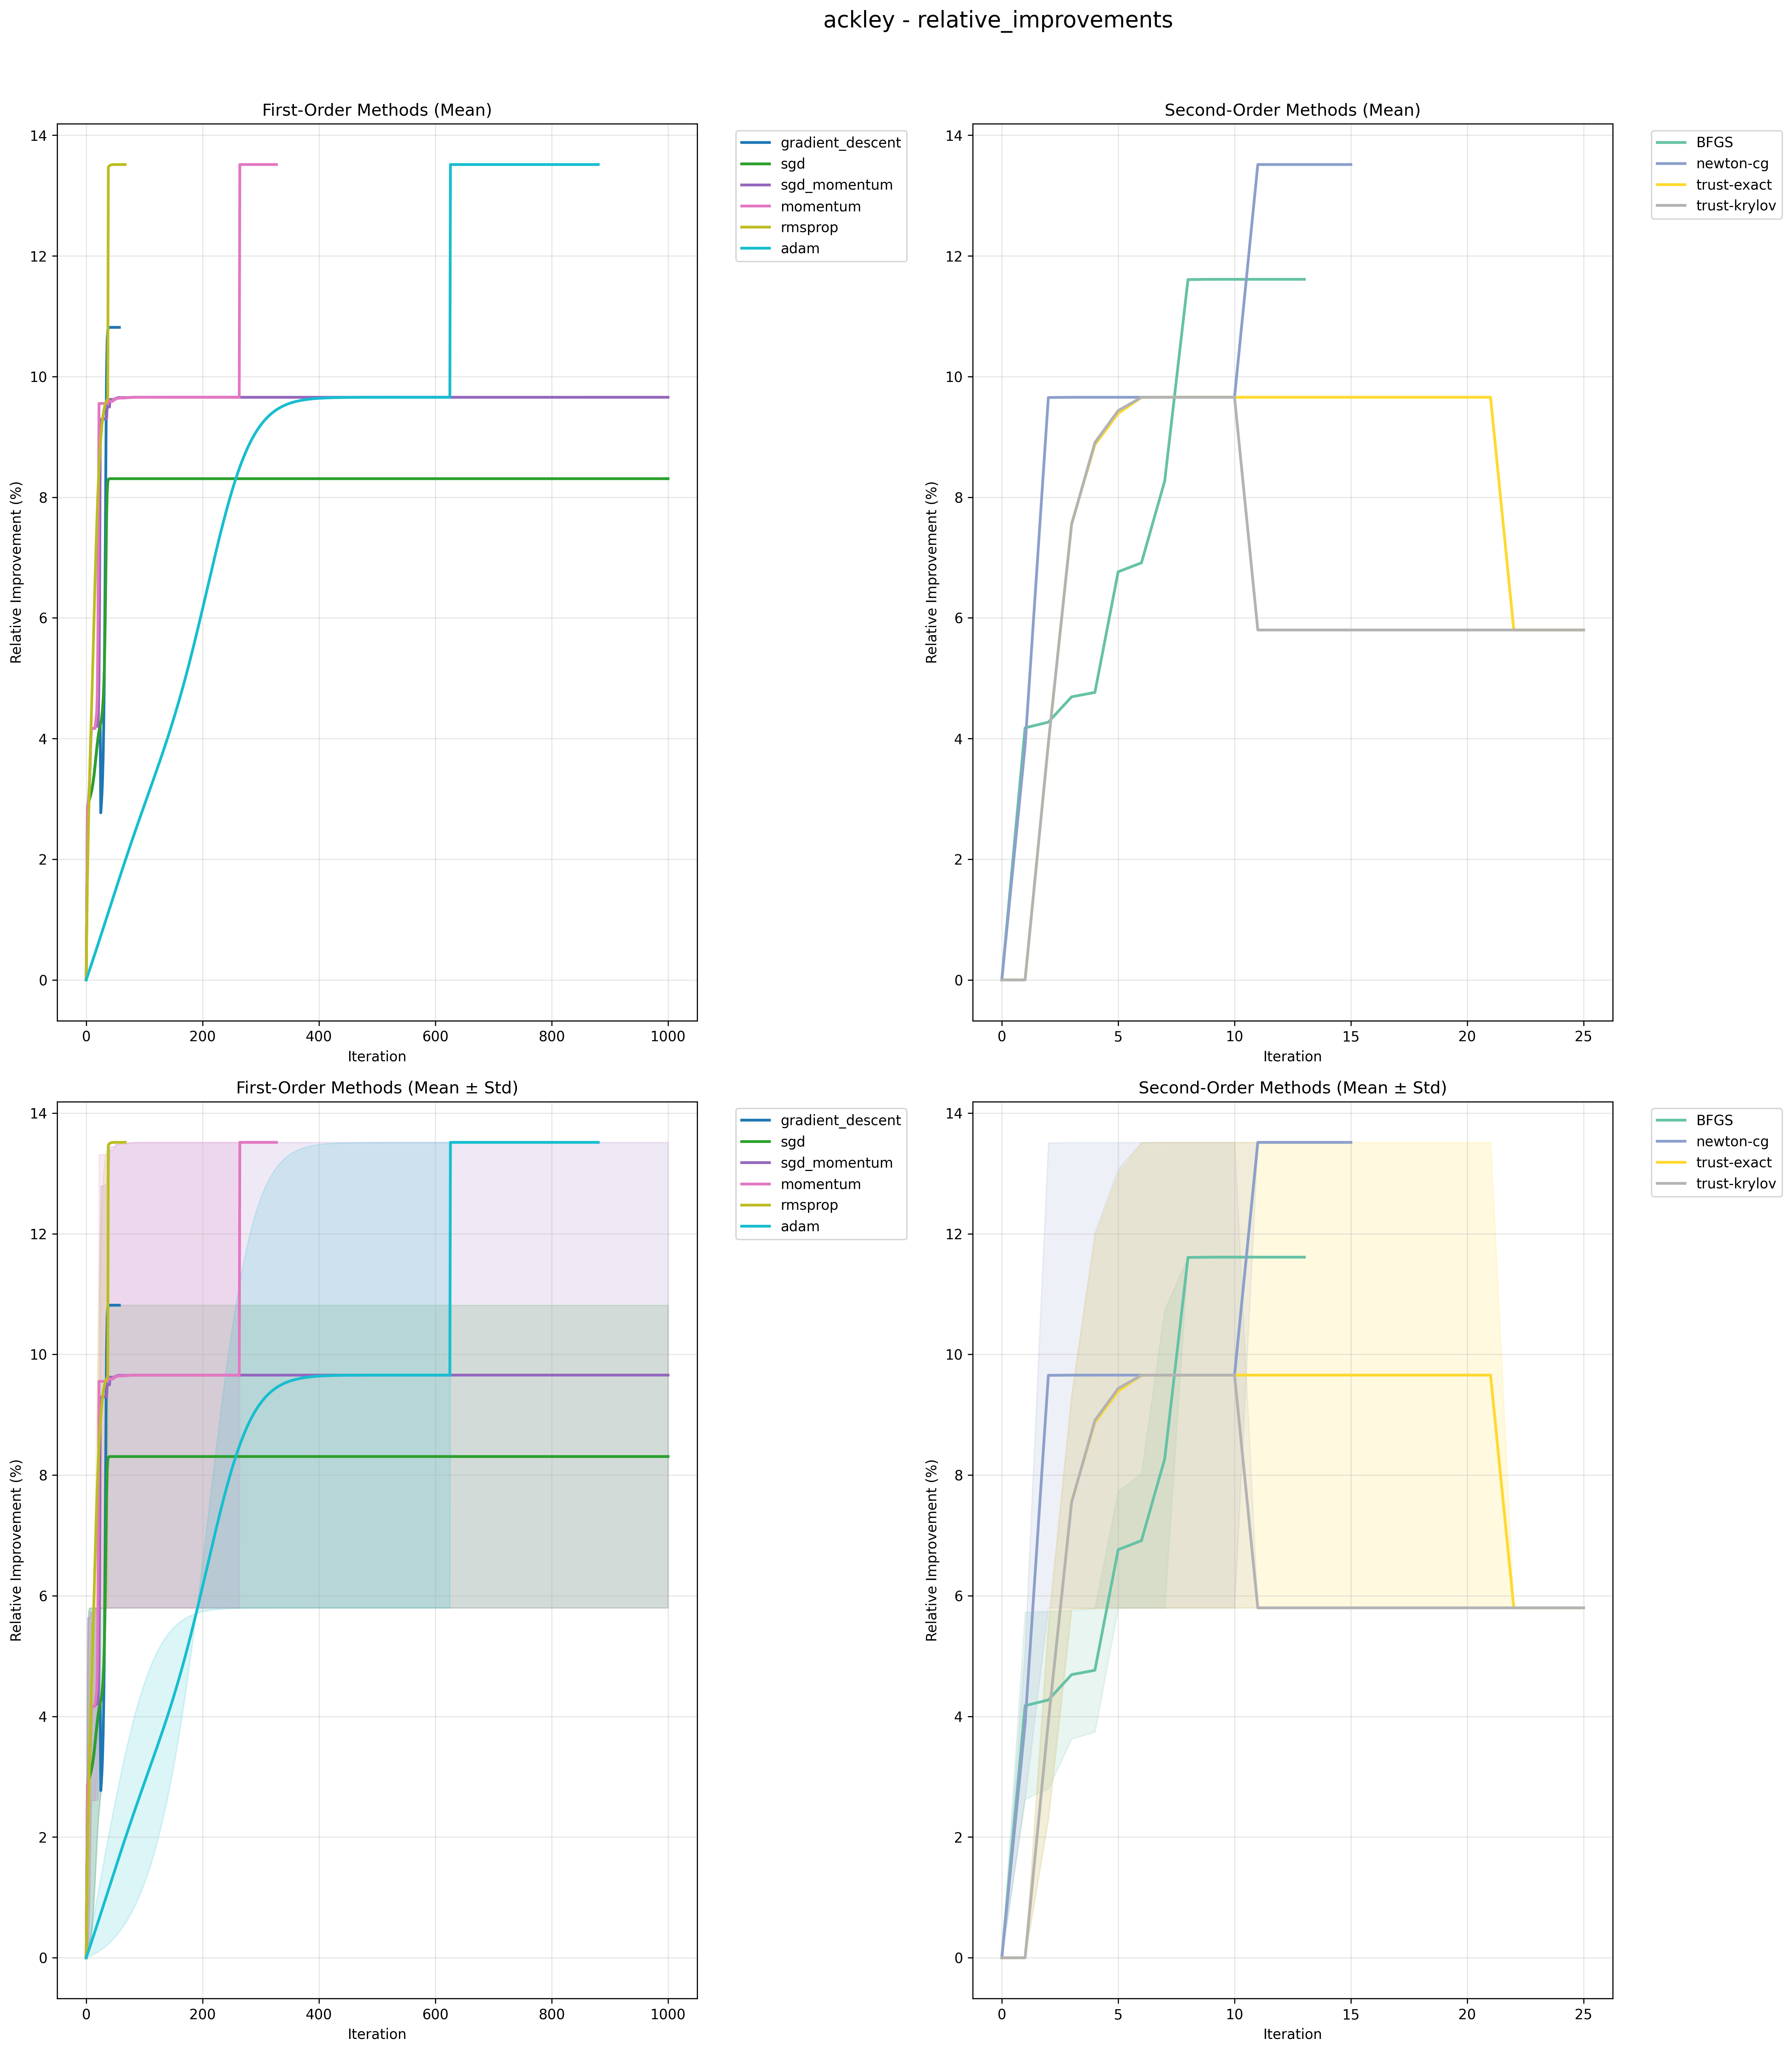 ackley - relative_improvements
First-Order Methods (Mean)
14
12
10
8
6
4
2
0
Relative Improvement (%)
0 200 400 600 800 1000
Iteration
gradient_descent
sgd
sgd_momentum
momentum
rmsprop
adam
Second-Order Methods (Mean)
14
12
10
8
6
4
2
0
Relative Improvement (%)
0 5 10 15 20 25
Iteration
BFGS
newton-cg
trust-exact
trust-krylov
First-Order Methods (Mean ± Std)
14
12
10
8
6
4
2
0
Relative Improvement (%)
0 200 400 600 800 1000
Iteration
gradient_descent
sgd
sgd_momentum
momentum
rmsprop
adam
Second-Order Methods (Mean ± Std)
14
12
10
8
6
4
2
0
Relative Improvement (%)
0 5 10 15 20 25
Iteration
BFGS
newton-cg
trust-exact
trust-krylov